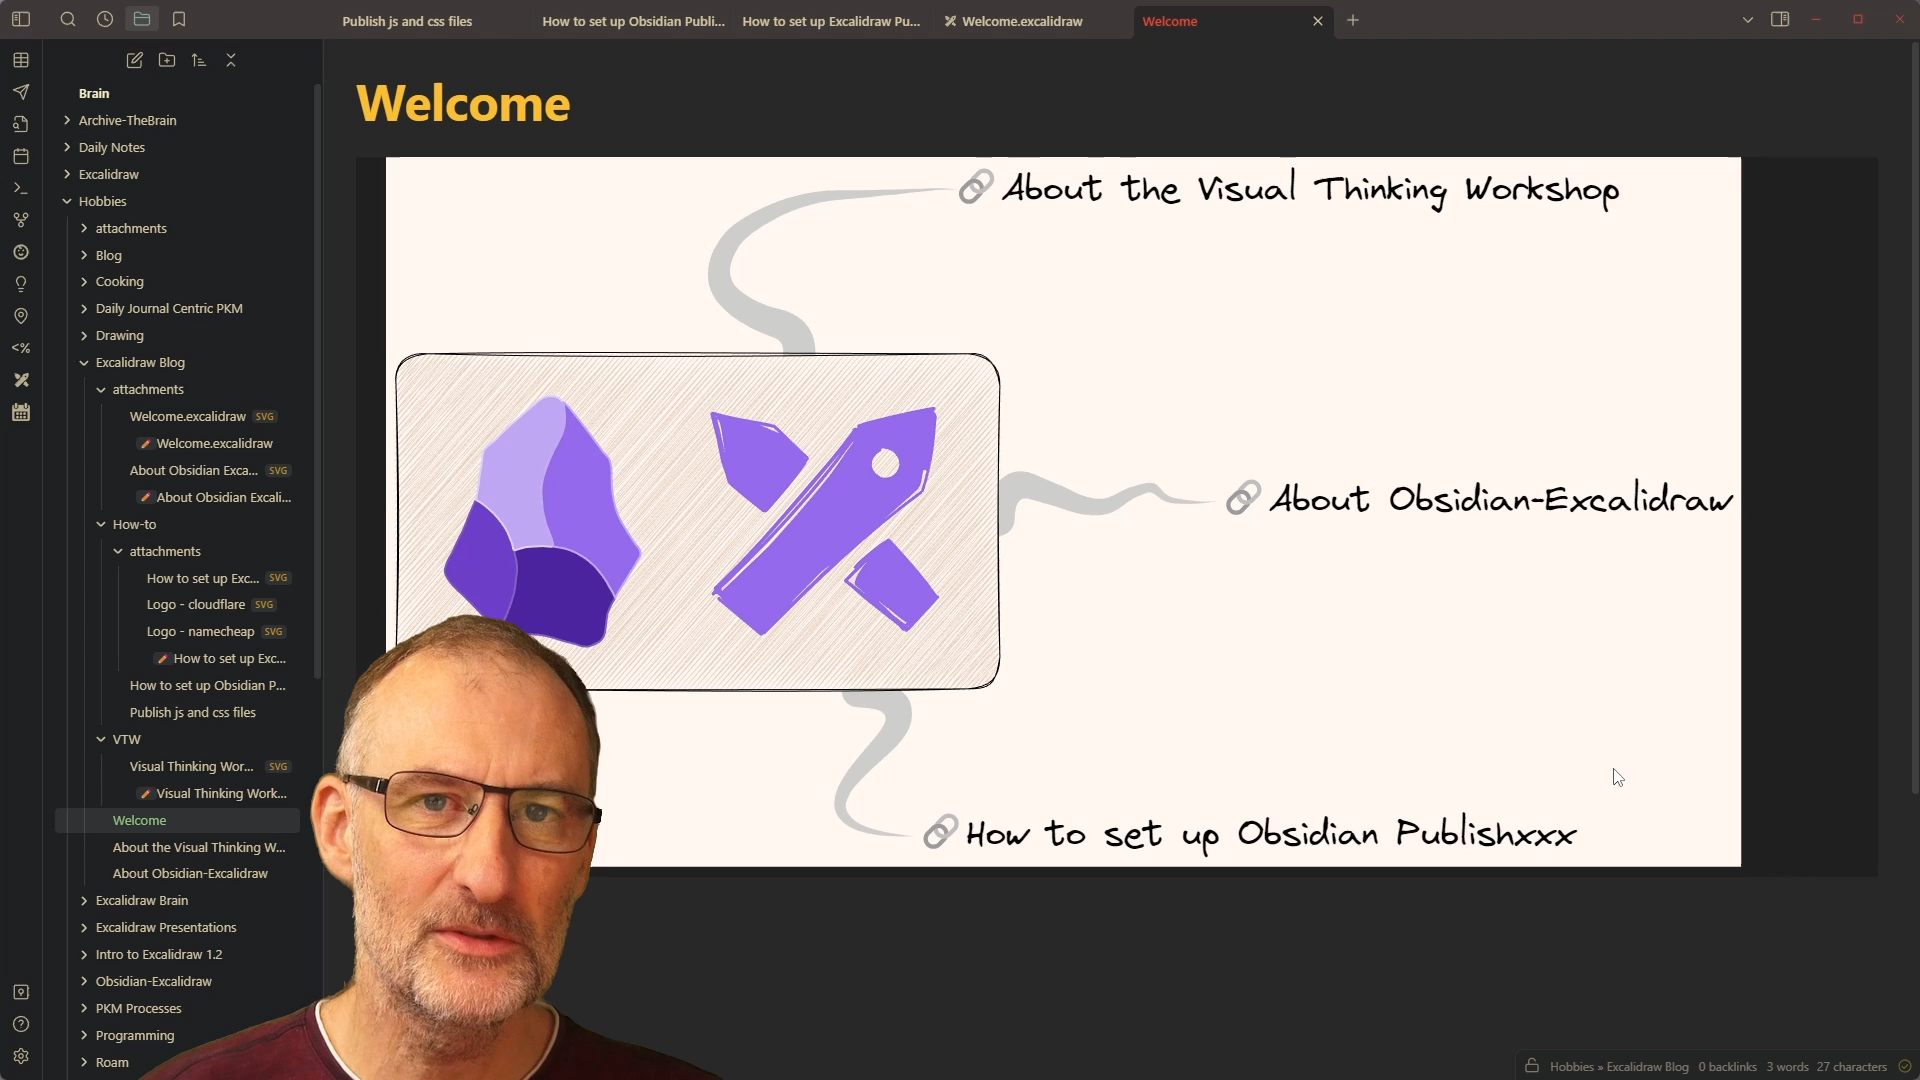 Publish js and css files
How to set up Obsidian Publi...
How to set up Excalidraw Pu...
Welcome.excalidraw
Welcome
Brain
Archive-TheBrain
Daily Notes
Excalidraw
Hobbies
attachments
Blog
Cooking
Daily Journal Centric PKM
Drawing
Excalidraw Blog
attachments
Welcome.excalidraw SVG
Welcome.excalidraw
About Obsidian Exca... SVG
About Obsidian Excali...
How-to
attachments
How to set up Exc... SVG
Logo - cloudflare SVG
Logo - namecheap SVG
How to set up Exc...
How to set up Obsidian P...
Publish js and css files
VTW
Visual Thinking Wor... SVG
Visual Thinking Work...
Welcome
About the Visual Thinking W...
About Obsidian-Excalidraw
Excalidraw Brain
Excalidraw Presentations
Intro to Excalidraw 1.2
Obsidian-Excalidraw
PKM Processes
Programming
Roam
<%
Welcome
About the Visual Thinking Workshop
About Obsidian-Excalidraw
How to set up Obsidian Publishxxx
Hobbies » Excalidraw Blog 0 backlinks 3 words 27 characters